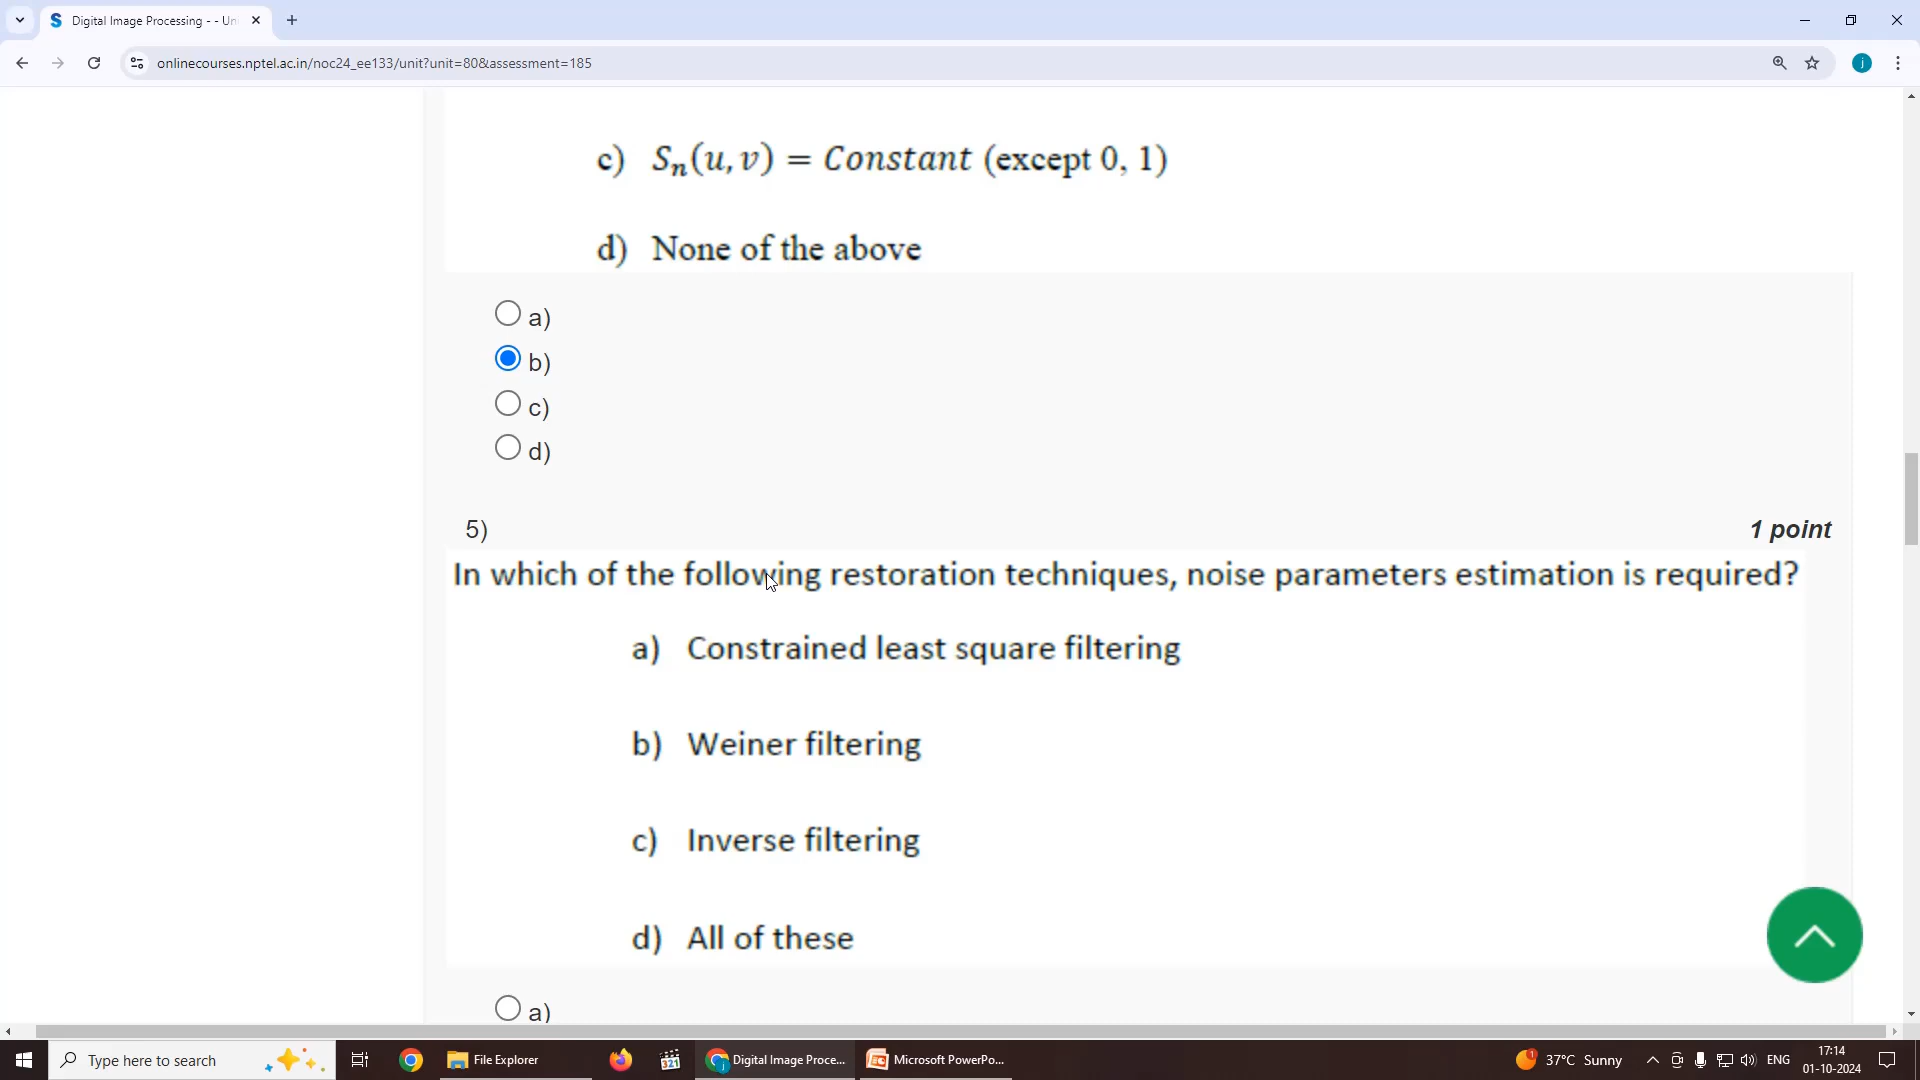 Digital Image Processing - - Un
onlinecourses.nptel.ac.in/noc24_ee133/unit?unit=80&assessment=185
j
c) Sₙ(u, v) = Constant (except 0, 1)
d) None of the above
a)
b)
c)
d)
5)
1 point
In which of the following restoration techniques, noise parameters estimation is required?
a) Constrained least square filtering
b) Weiner filtering
c) Inverse filtering
d) All of these
a)
Type here to search
File Explorer
321
Digital Image Proce...
Microsoft PowerPo...
1
37°C Sunny
ENG
17:14
01-10-2024